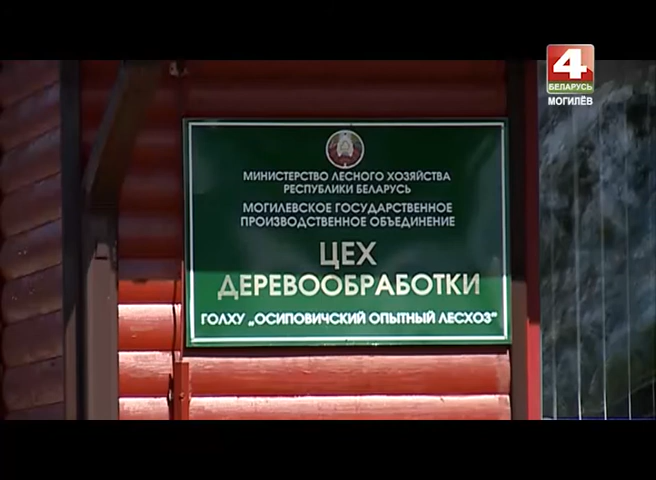 4
БЕЛАРУСЬ
МОГИЛЁВ
МИНИСТЕРСТВО ЛЕСНОГО ХОЗЯЙСТВА
РЕСПУБЛИКИ БЕЛАРУСЬ
МОГИЛЕВСКОЕ ГОСУДАРСТВЕННОЕ
ПРОИЗВОДСТВЕННОЕ ОБЪЕДИНЕНИЕ
ЦЕХ
ДЕРЕВООБРАБОТКИ
ГОЛХУ „ОСИПОВИЧСКИЙ ОПЫТНЫЙ ЛЕСХОЗ"